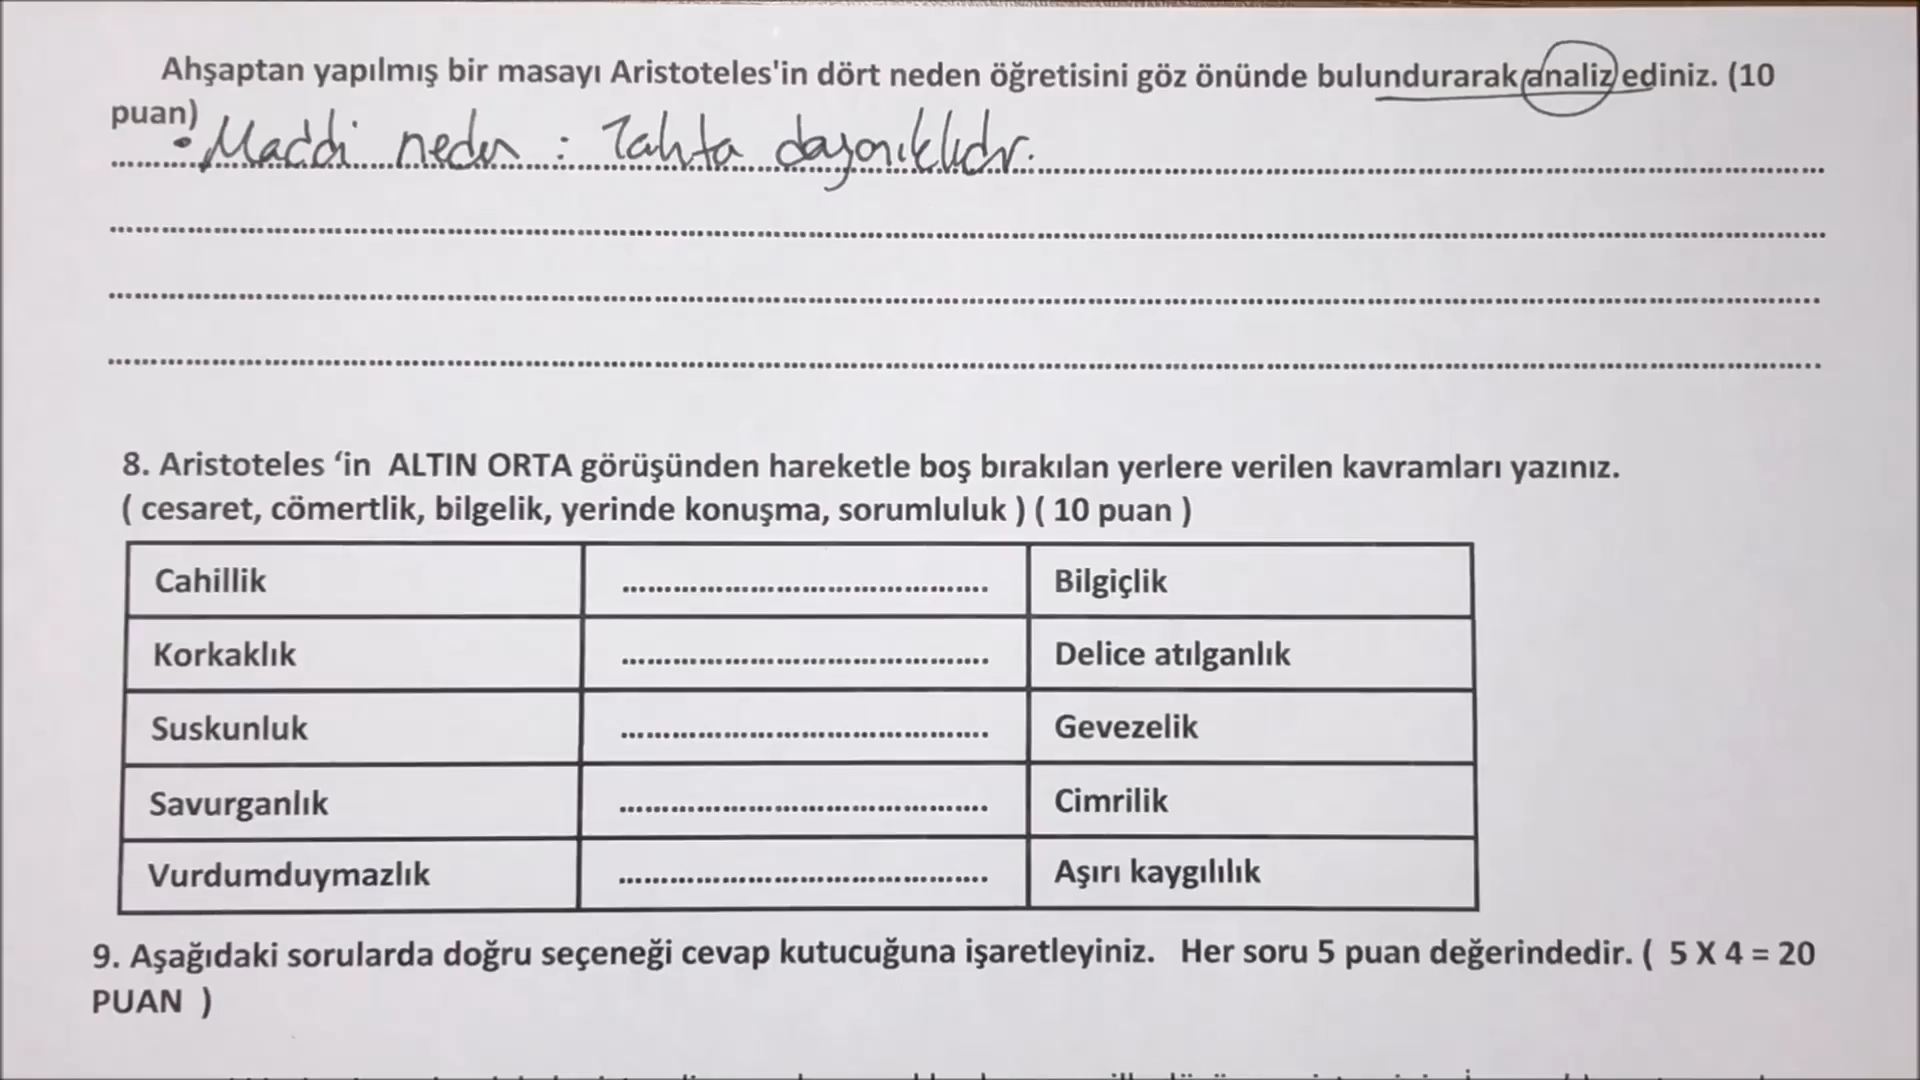 Ahşaptan yapılmış bir masayı Aristoteles'in dört neden öğretisini göz önünde bulundurarak analiz ediniz. (10
puan)
• Maddi neden : Tahta dayanıklıdır.
8. Aristoteles ‘in ALTIN ORTA görüşünden hareketle boş bırakılan yerlere verilen kavramları yazınız.
( cesaret, cömertlik, bilgelik, yerinde konuşma, sorumluluk ) ( 10 puan )
Cahillik ........................................... Bilgiçlik
Korkaklık ........................................... Delice atılganlık
Suskunluk ........................................... Gevezelik
Savurganlık ........................................... Cimrilik
Vurdumduymazlık ........................................... Aşırı kaygılılık
9. Aşağıdaki sorularda doğru seçeneği cevap kutucuğuna işaretleyiniz. Her soru 5 puan değerindedir. ( 5 X 4 = 20
PUAN )